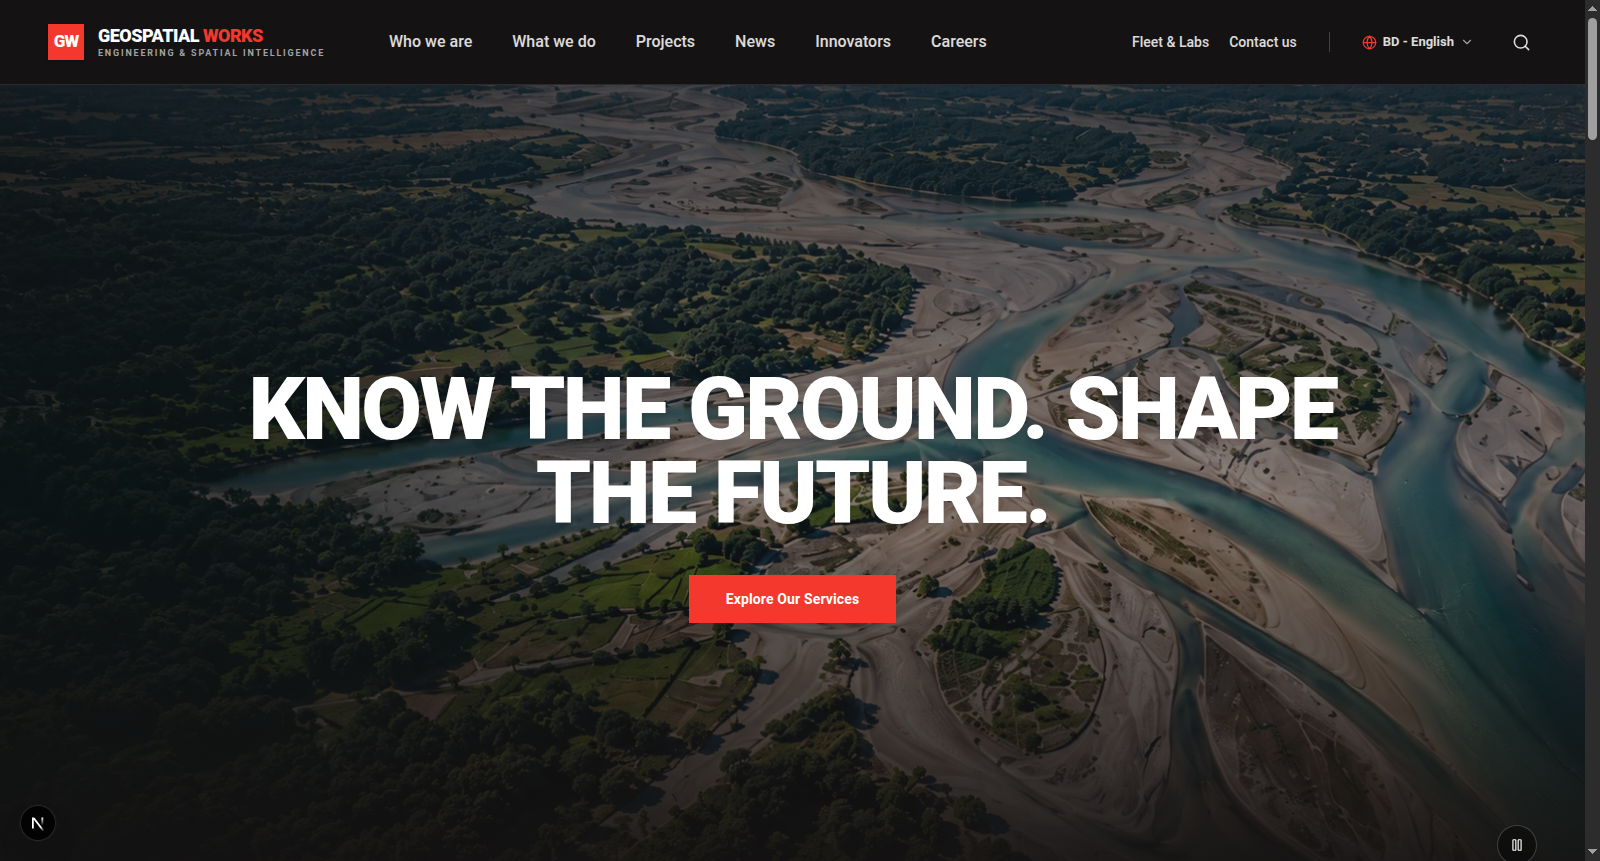 GW
GEOSPATIAL WORKS
ENGINEERING & SPATIAL INTELLIGENCE
Who we are
What we do
Projects
News
Innovators
Careers
Fleet & Labs
Contact us
BD - English
KNOW THE GROUND. SHAPE
THE FUTURE.
Explore Our Services
N